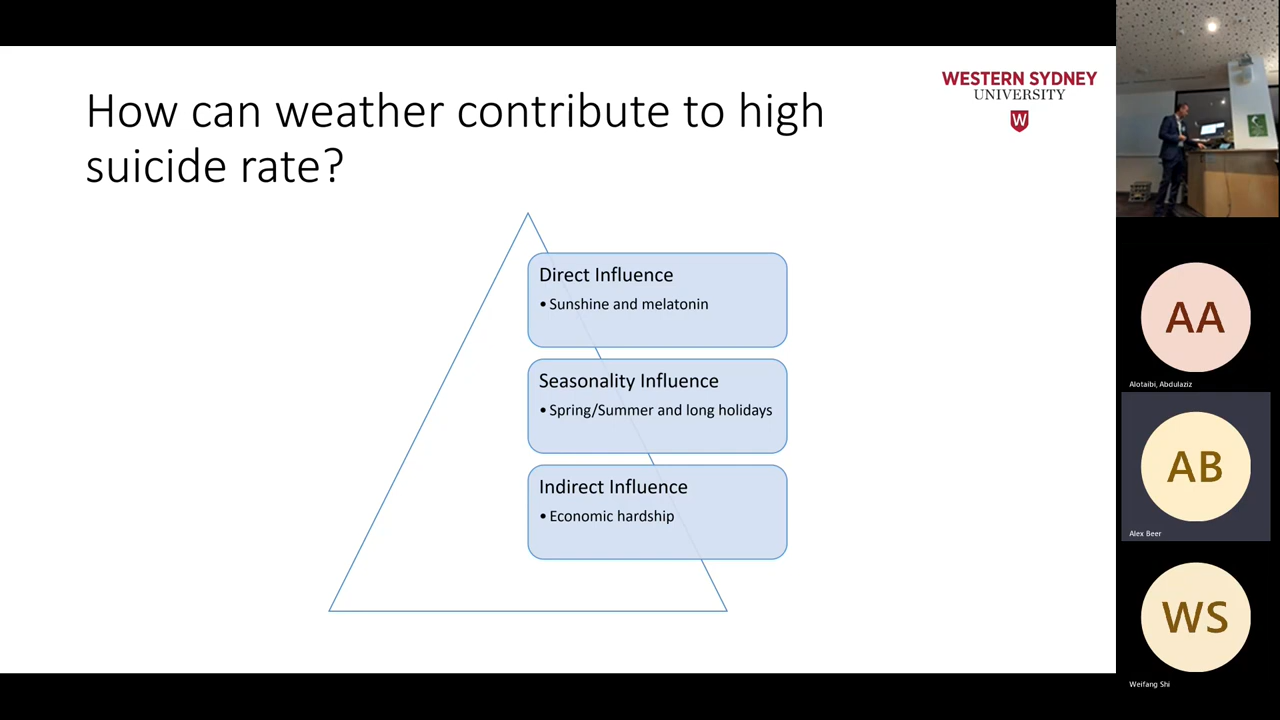 How can weather contribute to high
suicide rate?
WESTERN SYDNEY
UNIVERSITY
W
Direct Influence
• Sunshine and melatonin
Seasonality Influence
• Spring/Summer and long holidays
Indirect Influence
• Economic hardship
AA
Alotaibi, Abdulaziz
AB
Alex Beer
WS
Weifang Shi